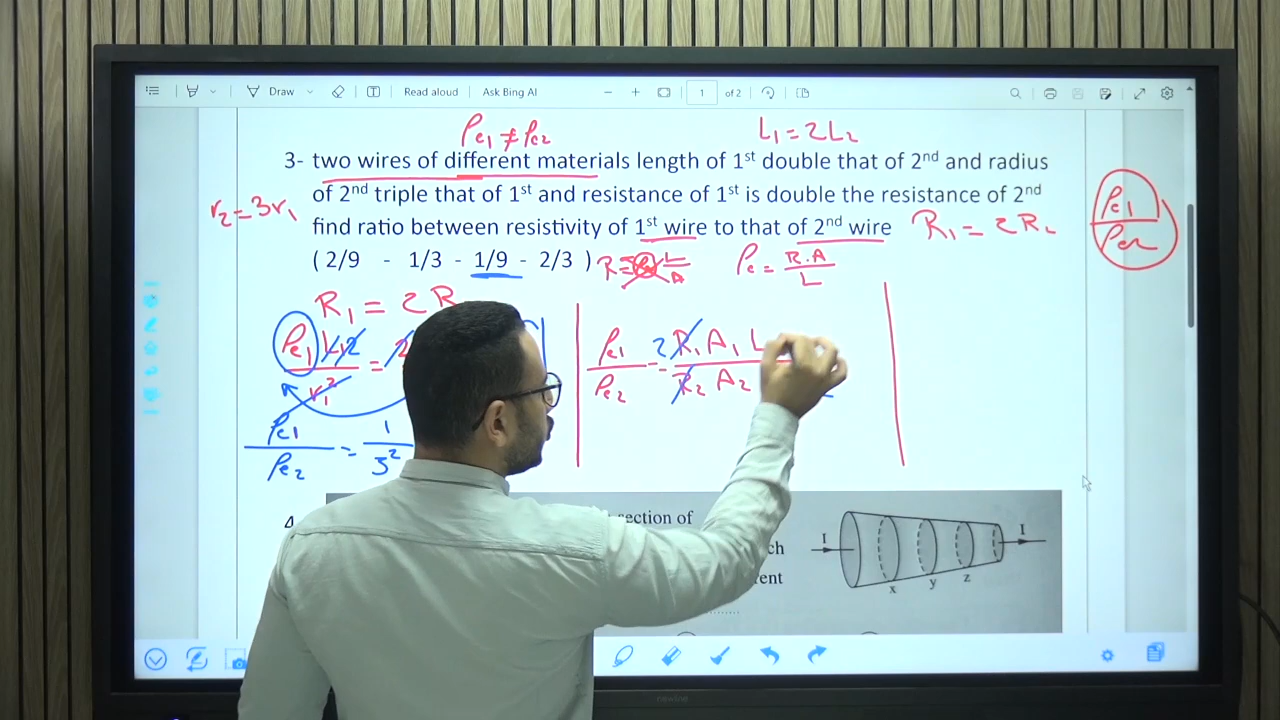 Draw
Read aloud
Ask Bing AI
1 of 2
ρe₁ ≠ ρe₂
L₁ = 2L₂
3- two wires of different materials length of 1st double that of 2nd and radius
of 2nd triple that of 1st and resistance of 1st is double the resistance of 2nd
find ratio between resistivity of 1st wire to that of 2nd wire
r₂ = 3r₁
R₁ = 2R₂
ρe₁/ρe₂
( 2/9 - 1/3 - 1/9 - 2/3 )
ρe = R.A/L
R₁ = 2R
ρe₁/ρe₂ = 2 R₁ A₁ L / R₂ A₂
ρe₁/ρe₂ = 1/3²
section of
ch
ent
I
I
x
y
z
newline